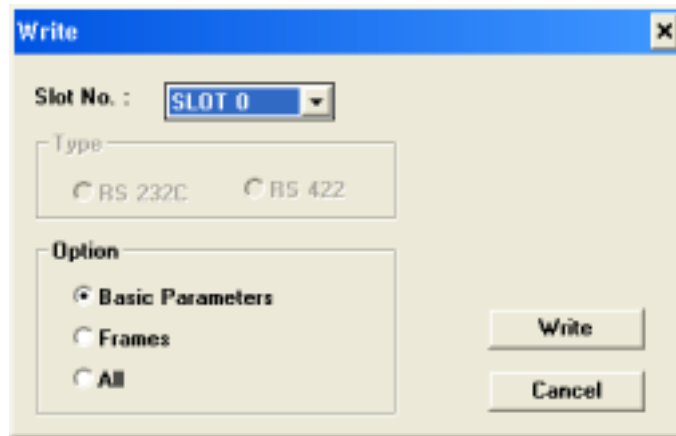 Write
Slot No. : SLOT 0
Type
RS 232C RS 422
Option
Basic Parameters
Frames
All
Write
Cancel